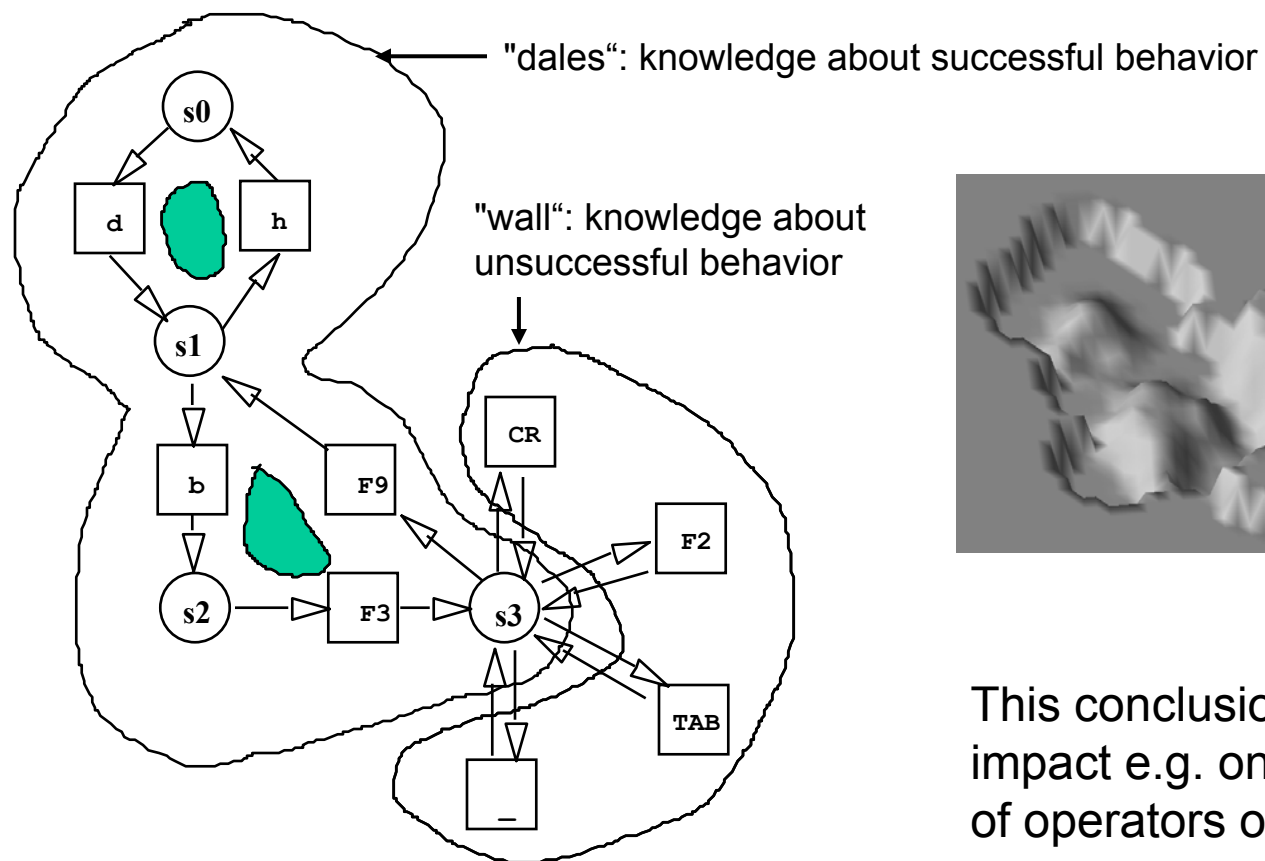 "dales“: knowledge about successful behavior
s0
"wall“: knowledge about
unsuccessful behavior
d
h
s1
CR
b
F9
F2
s2
F3
s3
TAB
_
This conclusio
impact e.g. on
of operators o